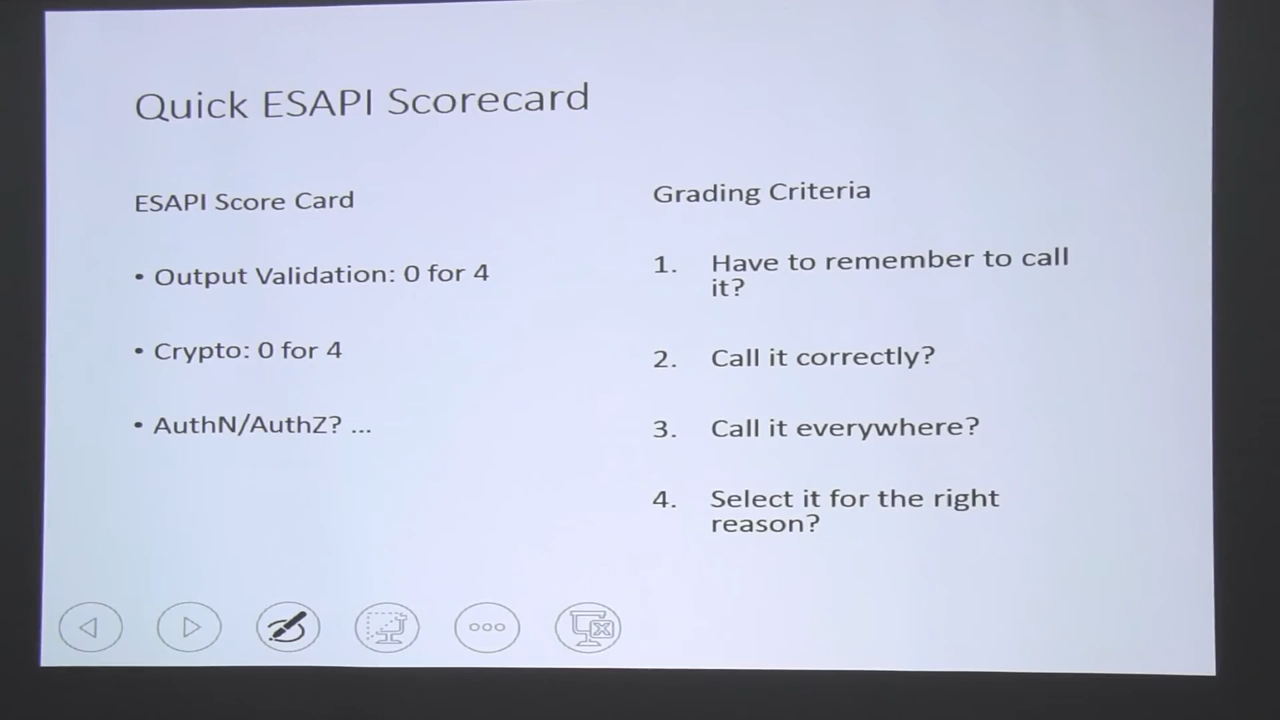 Quick ESAPI Scorecard
ESAPI Score Card
• Output Validation: 0 for 4
• Crypto: 0 for 4
• AuthN/AuthZ? ...
Grading Criteria
1. Have to remember to call
it?
2. Call it correctly?
3. Call it everywhere?
4. Select it for the right
reason?